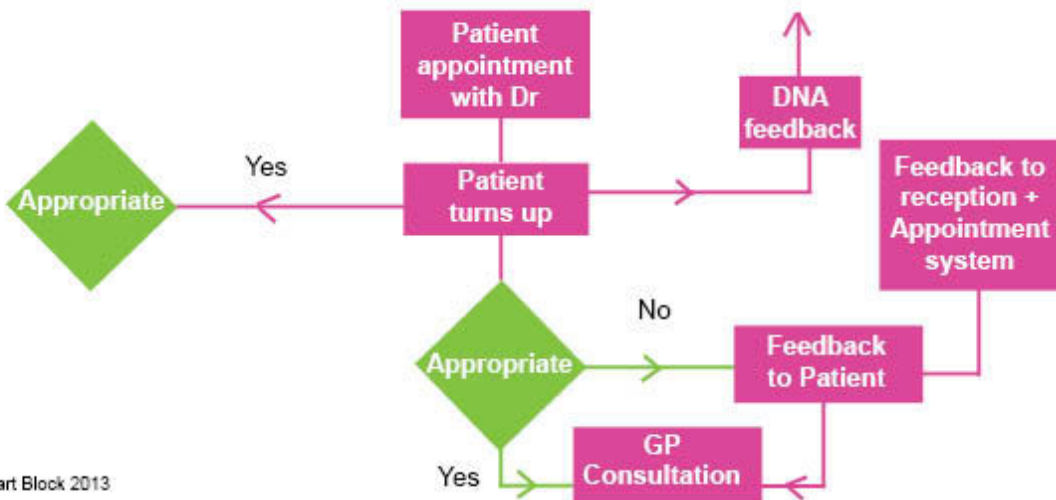 Patient
appointment
with Dr
DNA
feedback
Feedback to
reception +
Appointment
system
Yes
Appropriate
Patient
turns up
No
Appropriate
Feedback
to Patient
GP
Consultation
Yes
art Block 2013